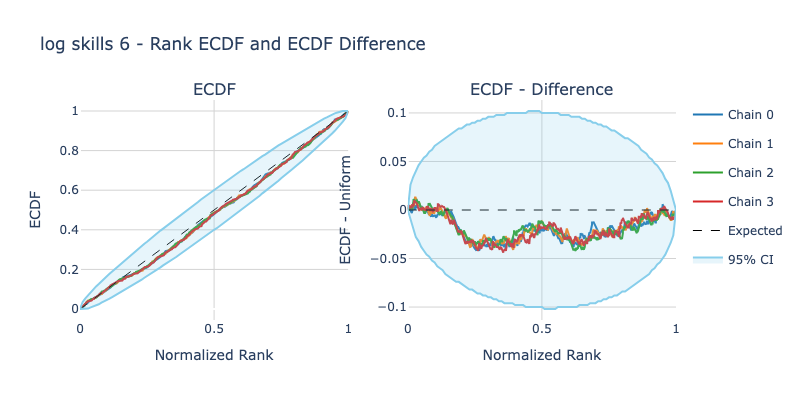 log skills 6 - Rank ECDF and ECDF Difference
ECDF
ECDF - Difference
ECDF
1
0.8
0.6
0.4
0.2
0
0
0.5
1
Normalized Rank
ECDF - Uniform
0.1
0.05
0
−0.05
−0.1
0
0.5
1
Normalized Rank
Chain 0
Chain 1
Chain 2
Chain 3
Expected
95% CI